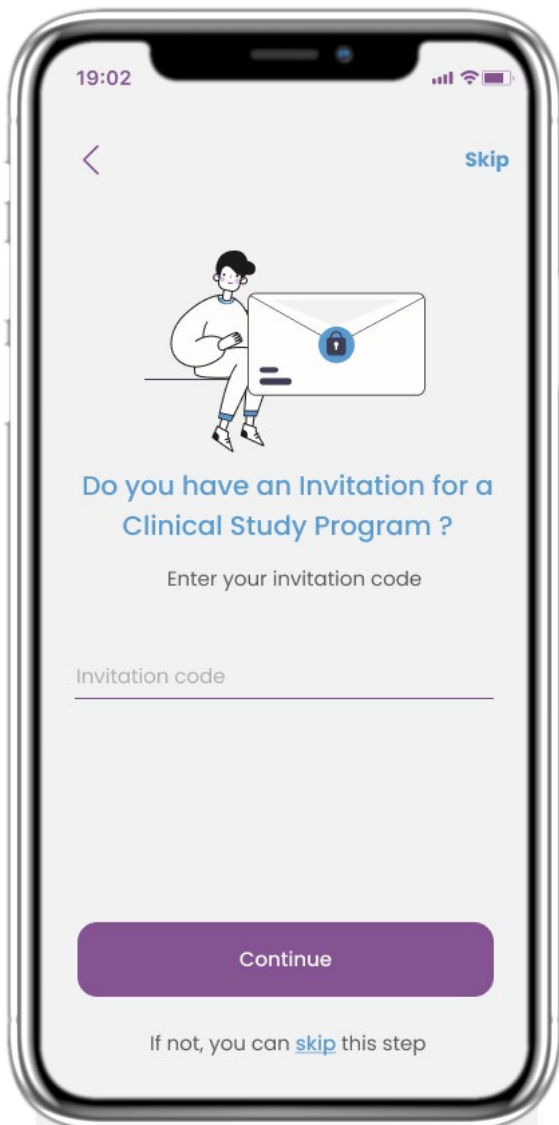 19:02
Skip
Do you have an Invitation for a
Clinical Study Program ?
Enter your invitation code
Invitation code
Continue
If not, you can skip this step